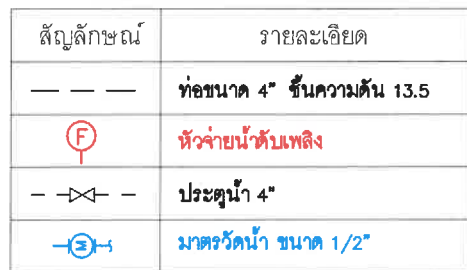 สัญลักษณ์ รายละเอียด
ท่อขนาด 4" ชั้นความดัน 13.5
F หัวจ่ายน้ำดับเพลิง
ประตูน้ำ 4"
M มาตรวัดน้ำ ขนาด 1/2"